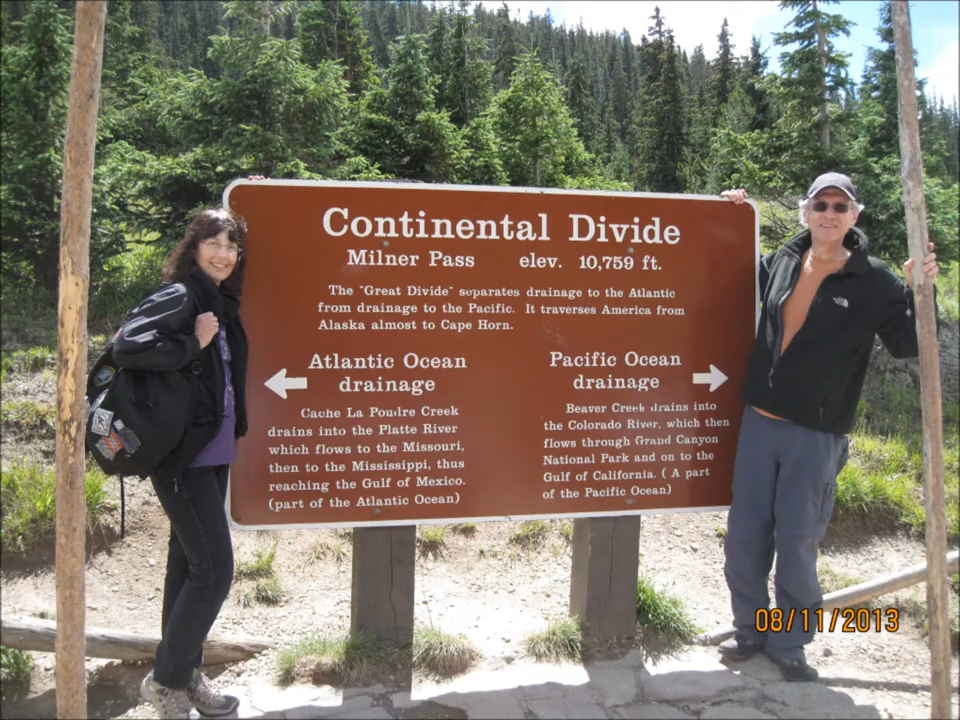 Continental Divide
Milner Pass elev. 10,759 ft.
The "Great Divide" separates drainage to the Atlantic
from drainage to the Pacific. It traverses America from
Alaska almost to Cape Horn.
Atlantic Ocean
drainage
Cache La Poudre Creek
drains into the Platte River
which flows to the Missouri,
then to the Mississippi, thus
reaching the Gulf of Mexico.
(part of the Atlantic Ocean)
Pacific Ocean
drainage
Beaver Creek drains into
the Colorado River, which then
flows through Grand Canyon
National Park and on to the
Gulf of California. ( A part
of the Pacific Ocean)
08/11/2013